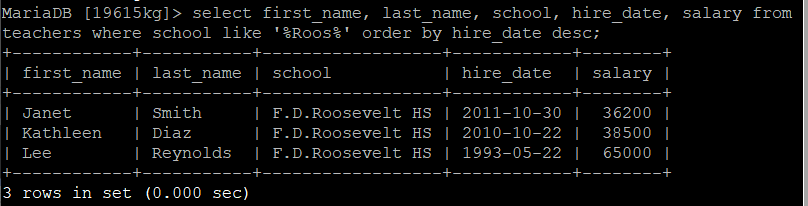 MariaDB [19615kg]> select first_name, last_name, school, hire_date, salary from
teachers where school like '%Roos%' order by hire_date desc;
+------------+-----------+------------------+------------+--------+
| first_name | last_name | school           | hire_date  | salary |
+------------+-----------+------------------+------------+--------+
| Janet      | Smith     | F.D.Roosevelt HS | 2011-10-30 |  36200 |
| Kathleen   | Diaz      | F.D.Roosevelt HS | 2010-10-22 |  38500 |
| Lee        | Reynolds  | F.D.Roosevelt HS | 1993-05-22 |  65000 |
+------------+-----------+------------------+------------+--------+
3 rows in set (0.000 sec)